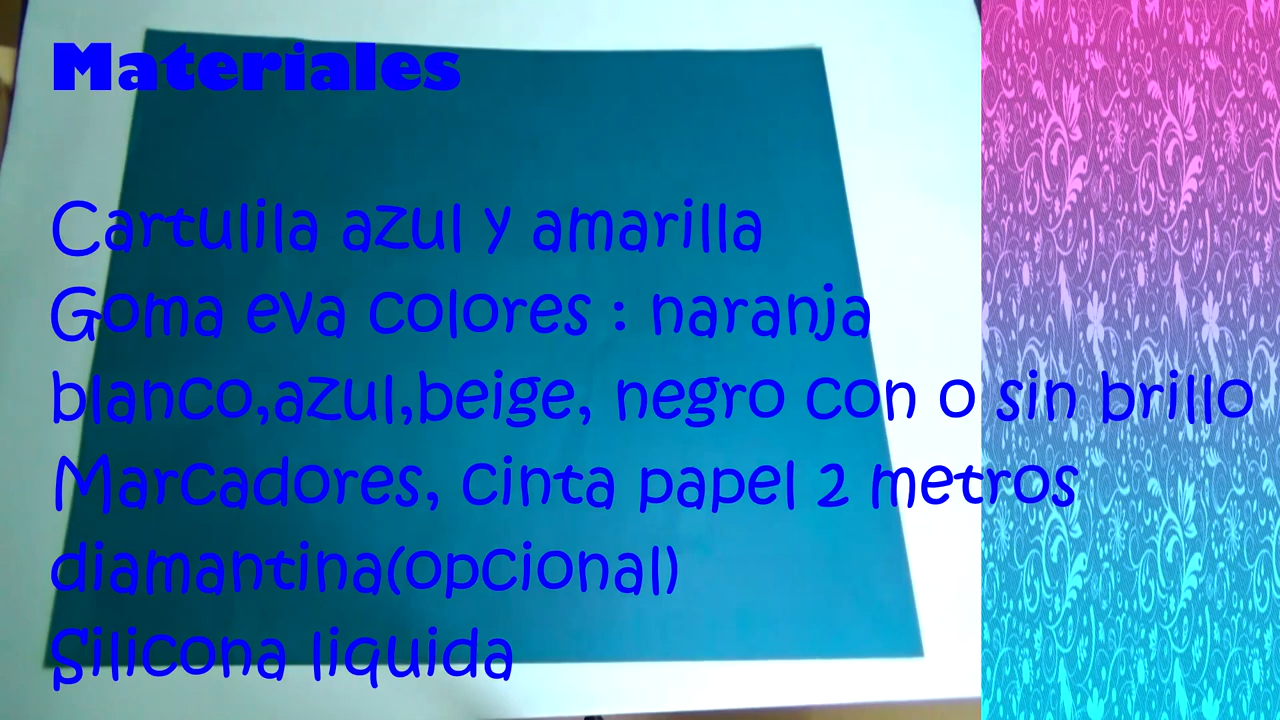 Materiales
Cartulila azul y amarilla
Goma eva colores : naranja
blanco,azul,beige, negro con o sin brillo
Marcadores, cinta papel 2 metros
diamantina(opcional)
Silicona liquida